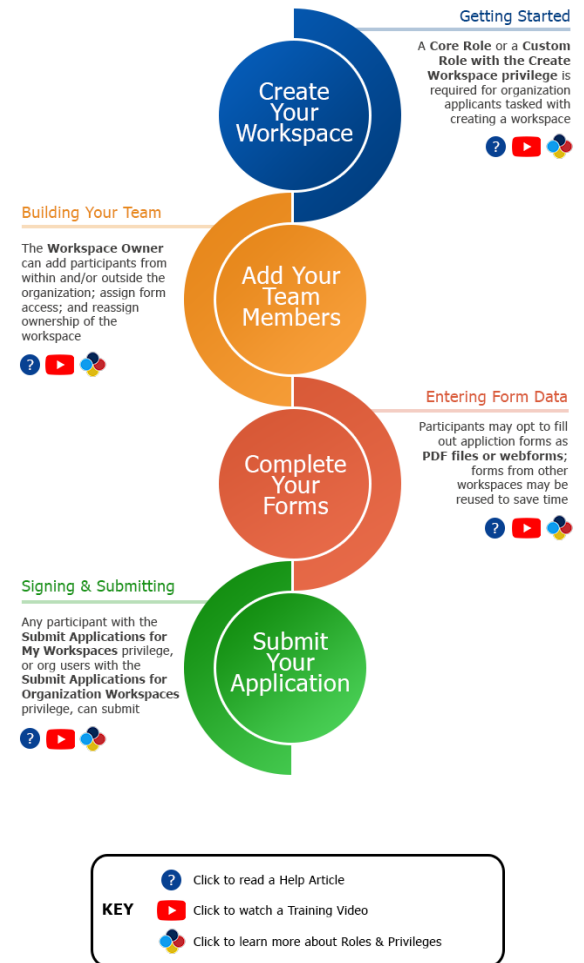 Getting Started
A Core Role or a Custom
Role with the Create
Workspace privilege is
required for organization
applicants tasked with
creating a workspace
?
Create
Your
Workspace
Building Your Team
The Workspace Owner
can add participants from
within and/or outside the
organization; assign form
access; and reassign
ownership of the
workspace
?
Add Your
Team
Members
Entering Form Data
Participants may opt to fill
out appliction forms as
PDF files or webforms;
forms from other
workspaces may be
reused to save time
?
Complete
Your
Forms
Signing & Submitting
Any participant with the
Submit Applications for
My Workspaces privilege,
or org users with the
Submit Applications for
Organization Workspaces
privilege, can submit
?
Submit
Your
Application
KEY
? Click to read a Help Article
Click to watch a Training Video
Click to learn more about Roles & Privileges